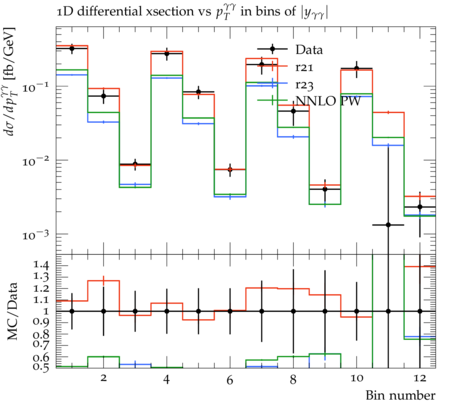 1D differential xsection vs p_T^γγ in bins of |y_γγ|
dσ/dp_T^γγ [fb/GeV]
Data
r21
r23
NNLO PW
10^−1
10^−2
10^−3
MC/Data
1.4
1.3
1.2
1.1
1
0.9
0.8
0.7
0.6
0.5
2 4 6 8 10 12
Bin number